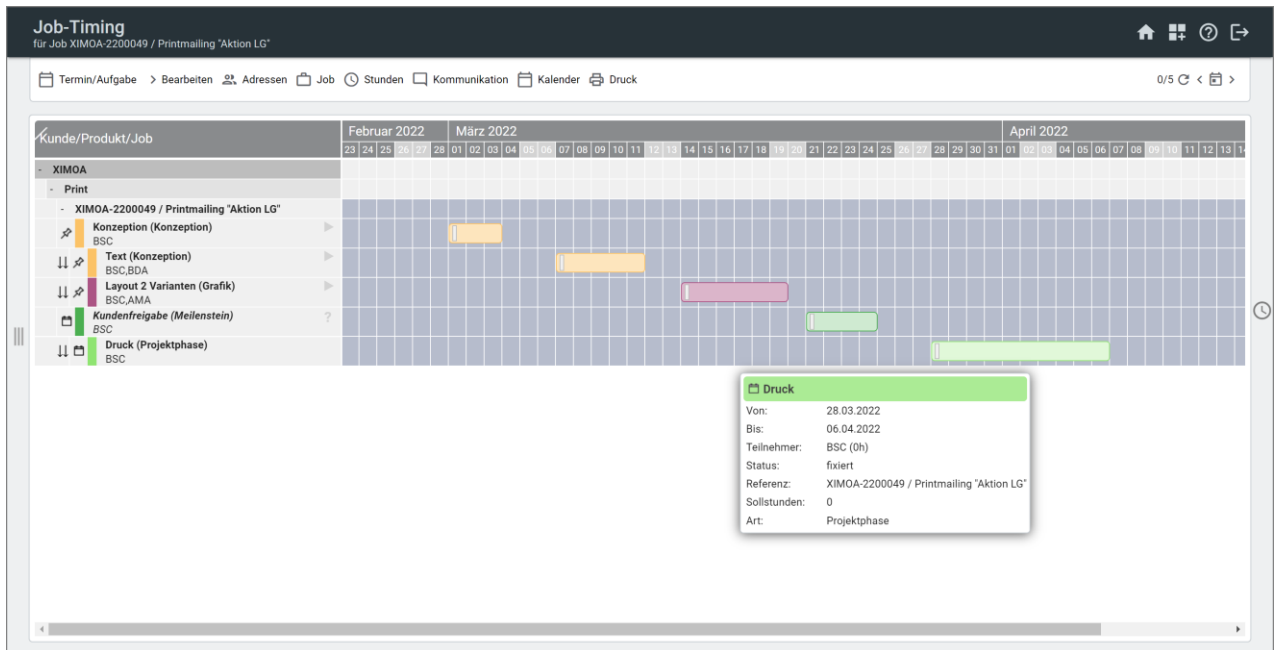 Job-Timing
für Job XIMOA-2200049 / Printmailing "Aktion LG"
Termin/Aufgabe Bearbeiten Adressen Job Stunden Kommunikation Kalender Druck 0/5
Kunde/Produkt/Job Februar 2022 März 2022 April 2022
23 24 25 26 27 28 01 02 03 04 05 06 07 08 09 10 11 12 13 14 15 16 17 18 19 20 21 22 23 24 25 26 27 28 29 30 31 01 02 03 04 05 06 07 08 09 10 11 12 13
- XIMOA
- Print
- XIMOA-2200049 / Printmailing "Aktion LG"
Konzeption (Konzeption)
BSC
Text (Konzeption)
BSC,BDA
Layout 2 Varianten (Grafik)
BSC,AMA
Kundenfreigabe (Meilenstein) ?
BSC
Druck (Projektphase)
BSC
Druck
Von: 28.03.2022
Bis: 06.04.2022
Teilnehmer: BSC (0h)
Status: fixiert
Referenz: XIMOA-2200049 / Printmailing "Aktion LG"
Sollstunden: 0
Art: Projektphase